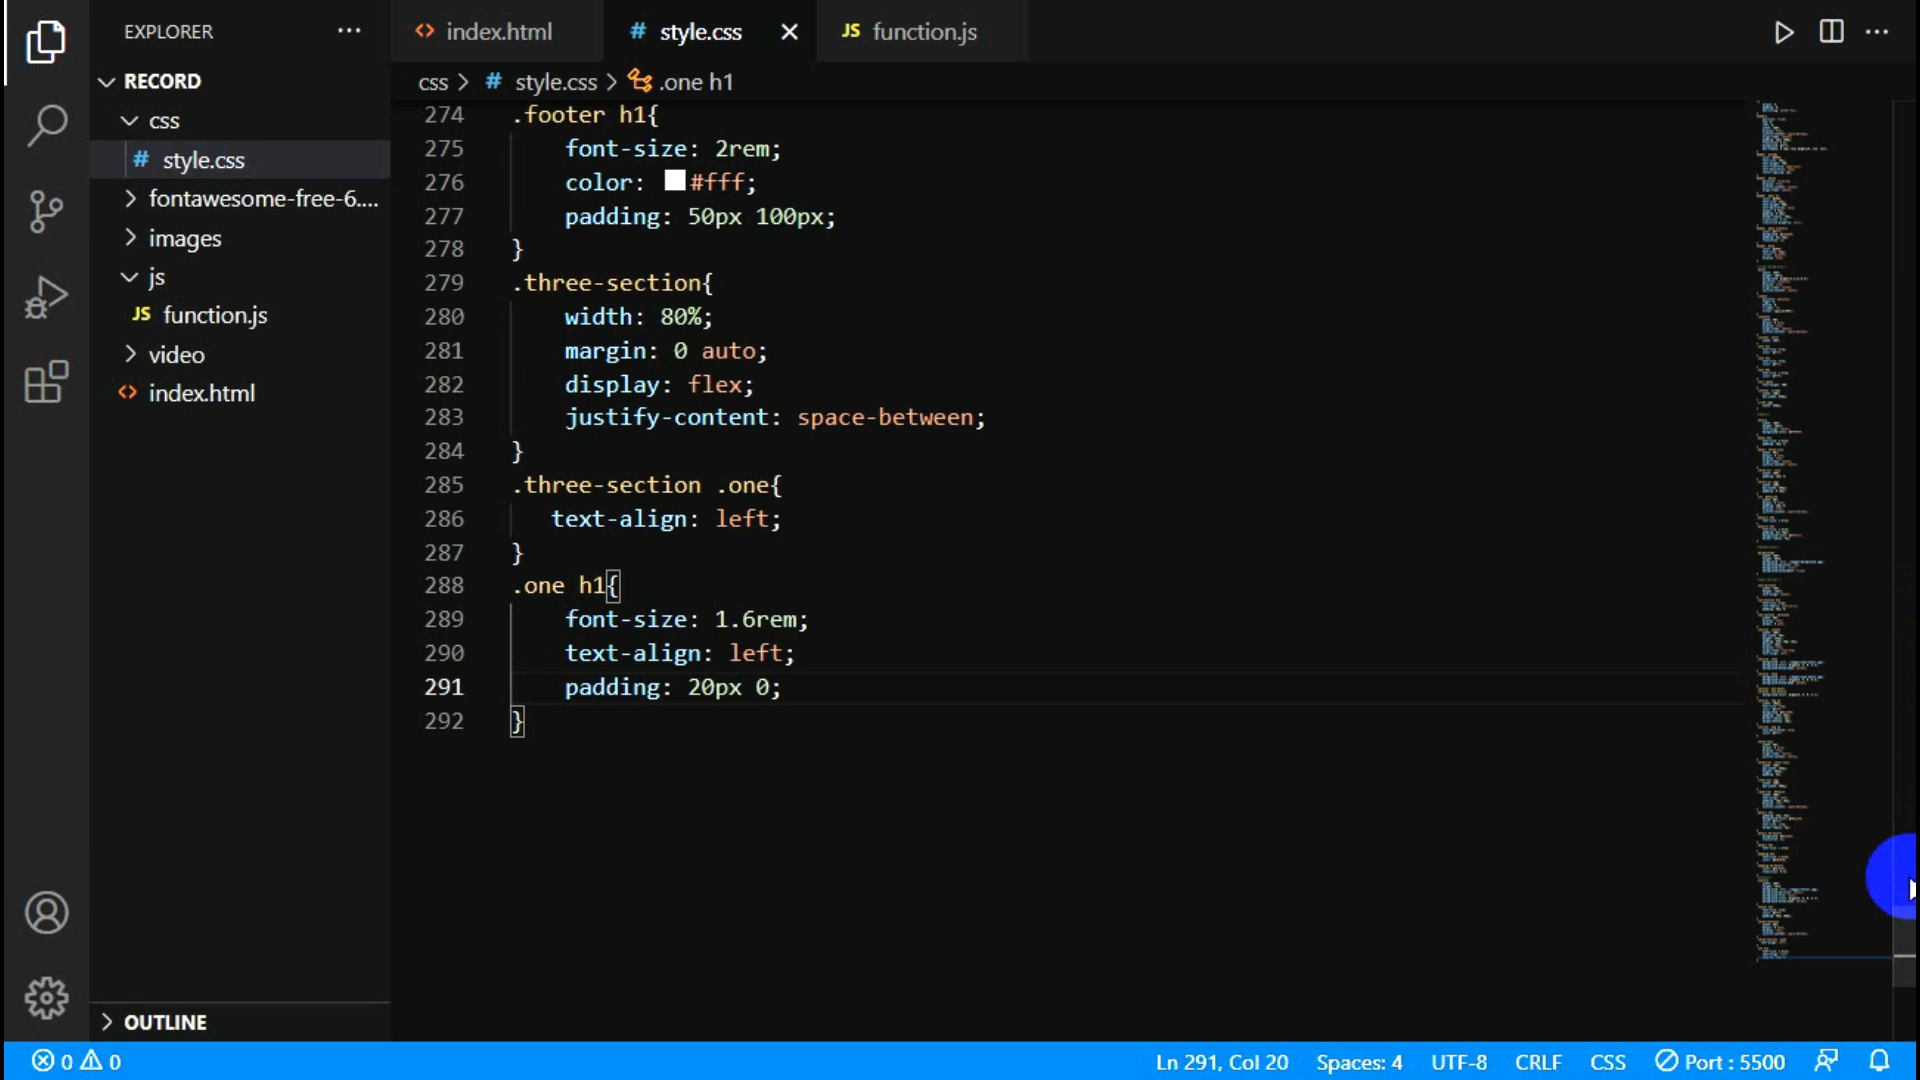 EXPLORER ...
RECORD
css
# style.css
fontawesome-free-6....
images
js
JS function.js
video
<> index.html
OUTLINE
<> index.html # style.css JS function.js
css > # style.css > .one h1
274 .footer h1{
275 font-size: 2rem;
276 color: #fff;
277 padding: 50px 100px;
278 }
279 .three-section{
280 width: 80%;
281 margin: 0 auto;
282 display: flex;
283 justify-content: space-between;
284 }
285 .three-section .one{
286 text-align: left;
287 }
288 .one h1{
289 font-size: 1.6rem;
290 text-align: left;
291 padding: 20px 0;
292 }
0 0 Ln 291, Col 20 Spaces: 4 UTF-8 CRLF CSS Port : 5500